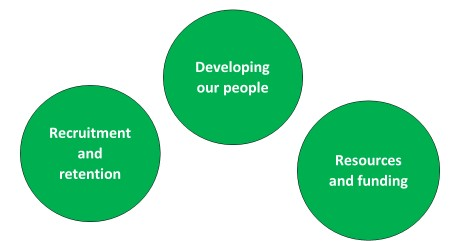 Recruitment
and
retention
Developing
our people
Resources
and funding